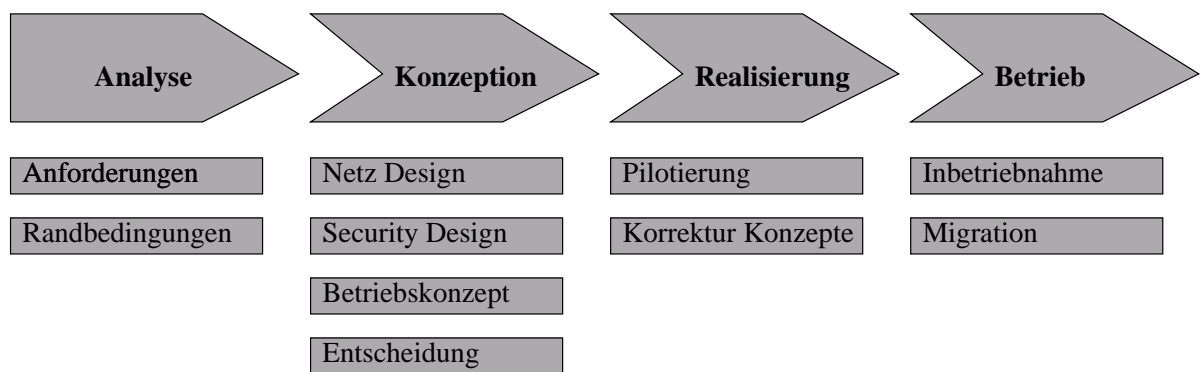 Analyse
Konzeption
Realisierung
Betrieb
Anforderungen
Netz Design
Pilotierung
Inbetriebnahme
Randbedingungen
Security Design
Korrektur Konzepte
Migration
Betriebskonzept
Entscheidung